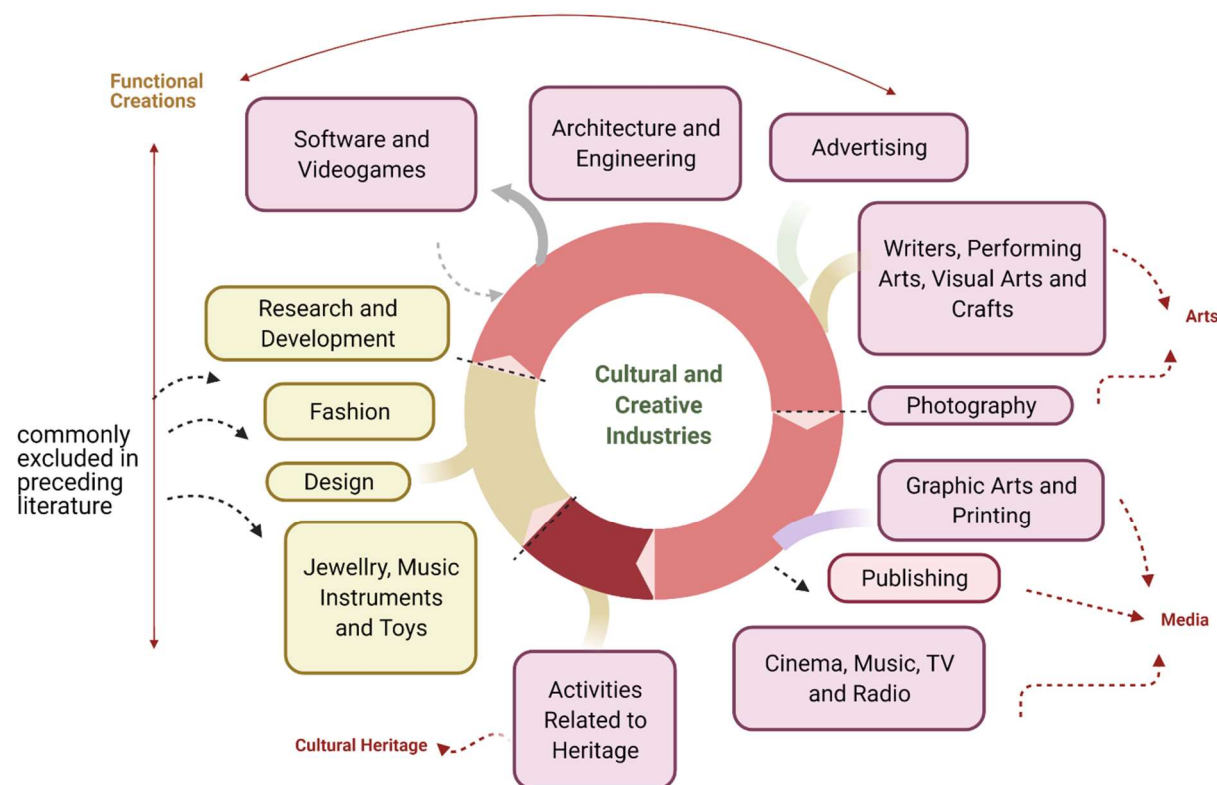 Functional
Creations
Software and
Videogames
Architecture and
Engineering
Advertising
Writers, Performing
Arts, Visual Arts and
Crafts
Arts
Research and
Development
Cultural and
Creative
Industries
Photography
Fashion
commonly
excluded in
preceding
literature
Design
Graphic Arts and
Printing
Jewellry, Music
Instruments
and Toys
Publishing
Media
Cinema, Music, TV
and Radio
Activities
Related to
Heritage
Cultural Heritage